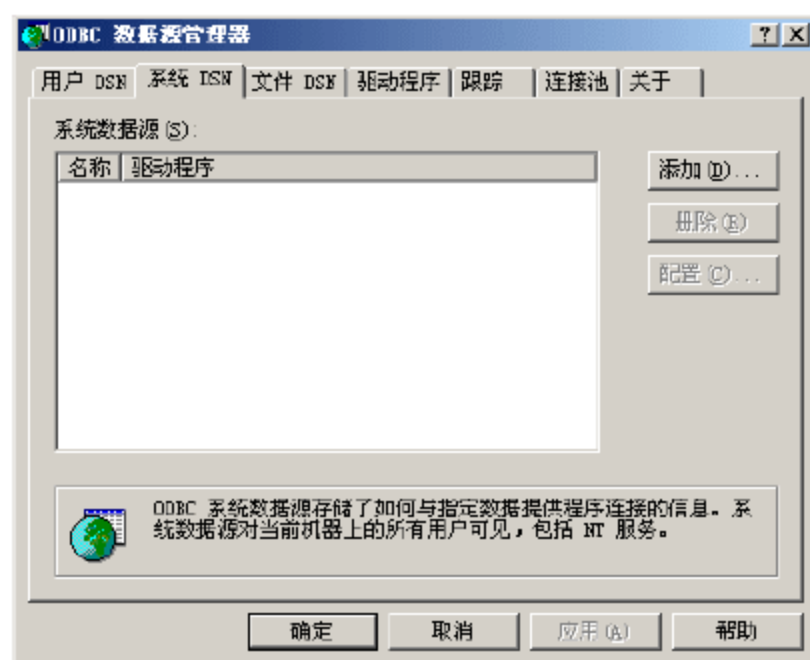 ODBC 数据源管理器
用户 DSN 系统 DSN 文件 DSN 驱动程序 跟踪 连接池 关于
系统数据源(S):
名称 驱动程序
添加(D)...
删除(R)
配置(C)...
ODBC 系统数据源存储了如何与指定数据提供程序连接的信息。系
统数据源对当前机器上的所有用户可见，包括 NT 服务。
确定 取消 应用(A) 帮助